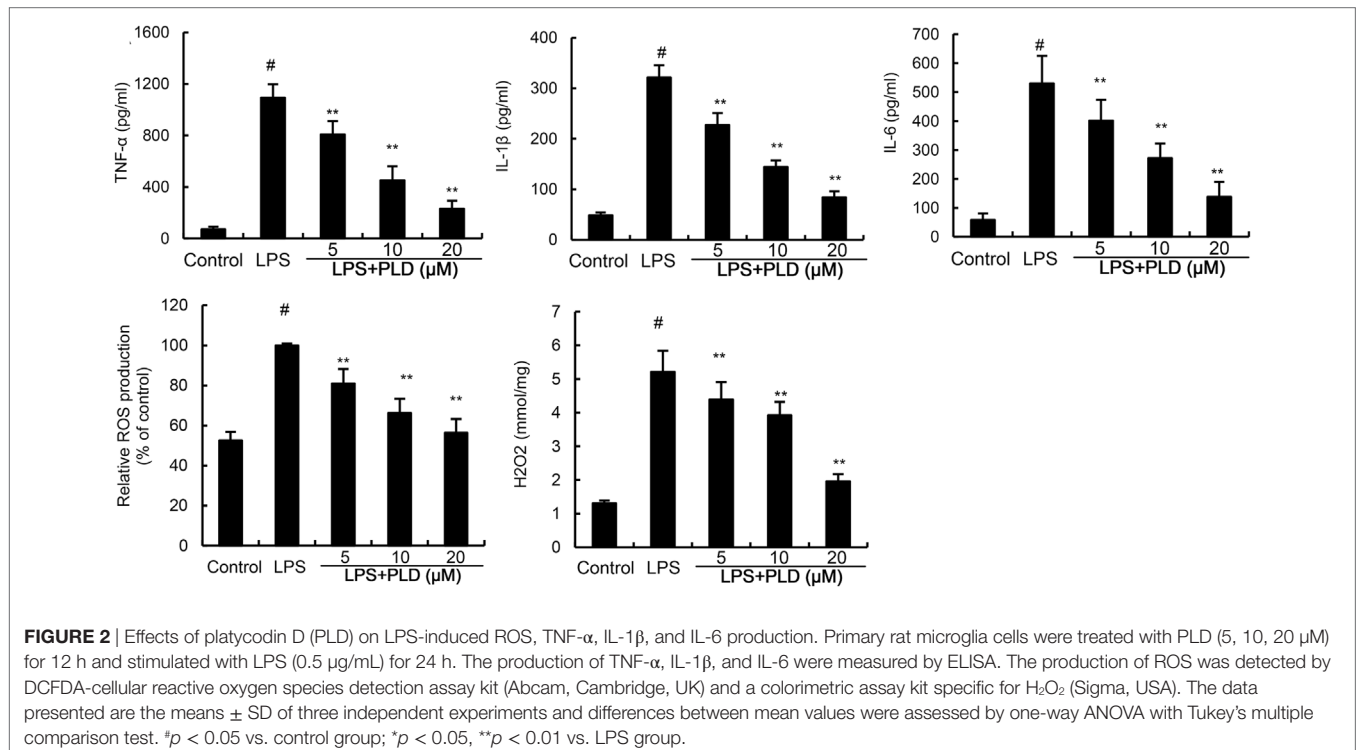 1600
1200
800
400
0
TNF-α (pg/ml)
#
**
**
**
Control LPS 5 10 20
LPS+PLD (µM)
400
300
200
100
0
IL-1β (pg/ml)
#
**
**
**
Control LPS 5 10 20
LPS+PLD (µM)
700
600
500
400
300
200
100
0
IL-6 (pg/ml)
#
**
**
**
Control LPS 5 10 20
LPS+PLD (µM)
120
100
80
60
40
20
0
Relative ROS production
(% of control)
#
**
**
**
Control LPS 5 10 20
LPS+PLD (µM)
7
6
5
4
3
2
1
0
H2O2 (mmol/mg)
#
**
**
**
Control LPS 5 10 20
LPS+PLD (µM)
FIGURE 2 | Effects of platycodin D (PLD) on LPS-induced ROS, TNF-α, IL-1β, and IL-6 production. Primary rat microglia cells were treated with PLD (5, 10, 20 µM)
for 12 h and stimulated with LPS (0.5 µg/mL) for 24 h. The production of TNF-α, IL-1β, and IL-6 were measured by ELISA. The production of ROS was detected by
DCFDA-cellular reactive oxygen species detection assay kit (Abcam, Cambridge, UK) and a colorimetric assay kit specific for H₂O₂ (Sigma, USA). The data
presented are the means ± SD of three independent experiments and differences between mean values were assessed by one-way ANOVA with Tukey's multiple
comparison test. #p < 0.05 vs. control group; *p < 0.05, **p < 0.01 vs. LPS group.